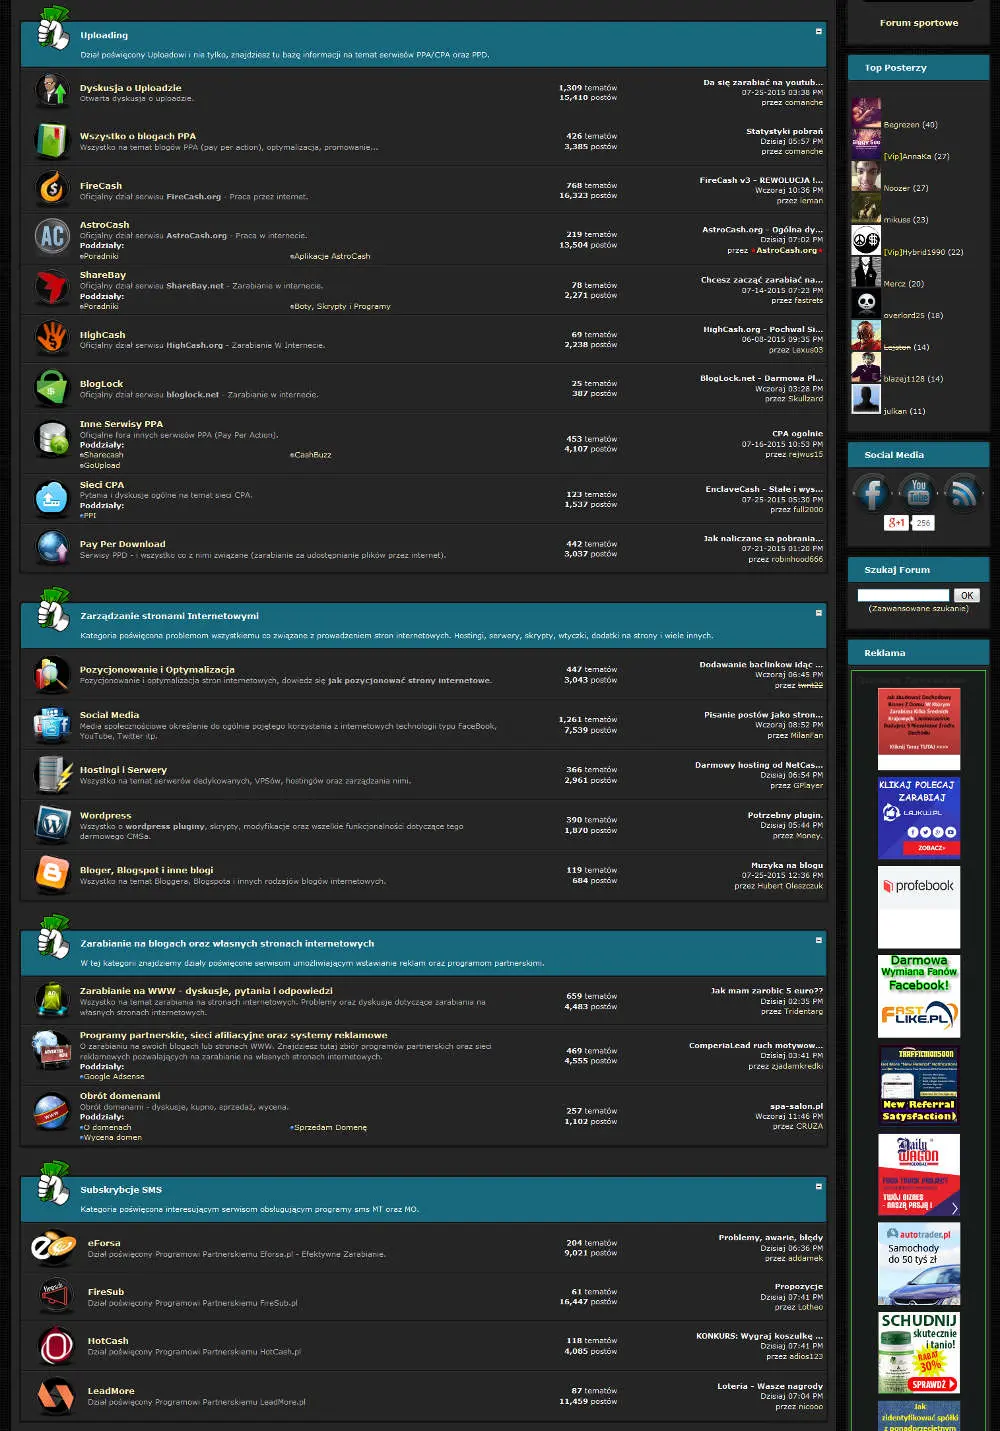 Uploading
Dział poświęcony Uploadowi i nie tylko, znajdziesz tu bazę informacji na temat serwisów PPA/CPA oraz PPD.
Dyskusja o Uploadzie
Otwarta dyskusja o uploadzie.
1,309 tematów
15,410 postów
Da się zarabiać na youtub...
07-25-2015 03:38 PM
przez comanche
Wszystko o blogach PPA
Wszystko na temat blogów PPA (pay per action), optymalizacja, promowanie...
426 tematów
3,385 postów
Statystyki pobrań
Dzisiaj 05:57 PM
przez comanche
FireCash
Oficjalny dział serwisu FireCash.org - Praca przez internet.
768 tematów
16,323 postów
FireCash v3 - REWOLUCJA !...
Wczoraj 10:36 PM
przez ieman
AstroCash
Oficjalny dział serwisu AstroCash.org - Praca w internecie.
Poddziały:
Poradniki
Aplikacje AstroCash
219 tematów
13,504 postów
AstroCash.org - Ogólna dy...
Dzisiaj 07:02 PM
przez AstroCash.org
ShareBay
Oficjalny dział serwisu ShareBay.net - Zarabianie w internecie.
Poddziały:
Poradniki
Boty, Skrypty i Programy
78 tematów
2,271 postów
Chcesz zacząć zarabiać na...
07-14-2015 07:23 PM
przez fastrets
HighCash
Oficjalny dział serwisu HighCash.org - Zarabianie W Internecie.
69 tematów
2,238 postów
HighCash.org - Pochwal Si...
06-08-2015 09:35 PM
przez Lexus03
BlogLock
Oficjalny dział serwisu bloglock.net - Zarabianie w internecie.
25 tematów
387 postów
BlogLock.net - Darmowa Pl...
Wczoraj 03:28 PM
przez Skullzard
Inne Serwisy PPA
Oficjalne fora innych serwisów PPA (Pay Per Action).
Poddziały:
Sharecash
CashBuzz
GoUpload
453 tematów
4,107 postów
CPA ogolnie
07-16-2015 10:53 PM
przez rejwus15
Sieci CPA
Pytania i dyskusje ogólne na temat sieci CPA.
Poddziały:
PPI
123 tematów
1,537 postów
EnclaveCash - Stałe i wys...
07-25-2015 05:30 PM
przez full2000
Pay Per Download
Serwisy PPD - i wszystko co z nimi związane (zarabianie za udostępnianie plików przez internet).
442 tematów
3,037 postów
Jak naliczane sa pobrania...
07-21-2015 01:20 PM
przez robinhood666
Zarządzanie stronami Internetowymi
Kategoria poświęcona problemom wszystkiemu co związane z prowadzeniem stron internetowych. Hostingi, serwery, skrypty, wtyczki, dodatki na strony i wiele innych.
Pozycjonowanie i Optymalizacja
Pozycjonowanie i optymalizacja stron internetowych, dowiedz się jak pozycjonować strony internetowe.
447 tematów
3,043 postów
Dodawanie baclinkow idąc ...
Wczoraj 06:45 PM
przez twnt22
Social Media
Media społecznościowe określenie do ogólnie pojętego korzystania z internetowych technologii typu FaceBook,
YouTube, Twitter itp.
1,261 tematów
7,539 postów
Pisanie postów jako stron...
Wczoraj 08:52 PM
przez MilanFan
Hostingi i Serwery
Wszystko na temat serwerów dedykowanych, VPSów, hostingów oraz zarządzania nimi.
366 tematów
2,961 postów
Darmowy hosting od NetCas...
Dzisiaj 06:54 PM
przez GPlayer
Wordpress
Wszystko o wordpress pluginy, skrypty, modyfikacje oraz wszelkie funkcjonalności dotyczące tego
darmowego CMSa.
390 tematów
1,870 postów
Potrzebny plugin.
Dzisiaj 05:44 PM
przez Money.
Bloger, Blogspot i inne blogi
Wszystko na temat Bloggera, Blogspota i innych rodzajów blogów internetowych.
119 tematów
684 postów
Muzyka na blogu
07-25-2015 12:36 PM
przez Hubert Oleszczuk
Zarabianie na blogach oraz własnych stronach internetowych
W tej kategorii znajdziemy działy poświęcone serwisom umożliwiającym wstawianie reklam oraz programom partnerskimi.
Zarabianie na WWW - dyskusje, pytania i odpowiedzi
Wszystko na temat zarabiania na stronach internetowych. Problemy oraz dyskusje dotyczące zarabiania na
własnych stronach internetowych.
659 tematów
4,483 postów
Jak mam zarobic 5 euro??
Dzisiaj 02:35 PM
przez Tridentarg
Programy partnerskie, sieci afiliacyjne oraz systemy reklamowe
O zarabianiu na swoich blogach lub stronach WWW. Znajdziesz tutaj zbiór programów partnerskich oraz sieci
reklamowych pozwalających na zarabianie na własnych stronach internetowych.
Poddziały:
Google Adsense
469 tematów
4,555 postów
ComperiaLead ruch motywow...
Dzisiaj 03:41 PM
przez zjadamkredki
Obrót domenami
Obrót domenami - dyskusje, kupno, sprzedaż, wycena.
Poddziały:
O domenach
Sprzedam Domenę
Wycena domen
257 tematów
1,102 postów
spa-salon.pl
Wczoraj 11:46 PM
przez CRUZA
Subskrybcje SMS
Kategoria poświęcona interesującym serwisom obsługującym programy sms MT oraz MO.
eForsa
Dział poświęcony Programowi Partnerskiemu Eforsa.pl - Efektywne Zarabianie.
204 tematów
9,021 postów
Problemy, awarie, błędy
Dzisiaj 06:36 PM
przez addamek
FireSub
Dział poświęcony Programowi Partnerskiemu FireSub.pl
61 tematów
16,447 postów
Propozycje
Dzisiaj 07:41 PM
przez Lotheo
HotCash
Dział poświęcony Programowi Partnerskiemu HotCash.pl
118 tematów
4,085 postów
KONKURS: Wygraj koszulkę ...
Dzisiaj 07:41 PM
przez adios123
LeadMore
Dział poświęcony Programowi Partnerskiemu LeadMore.pl
87 tematów
11,459 postów
Loteria - Wasze nagrody
Dzisiaj 07:04 PM
przez nicooo
Forum sportowe
Top Posterzy
Begrezen (40)
[Vip]AnnaKa (27)
Noozer (27)
mikuss (23)
[Vip]Hybrid1990 (22)
Mercz (20)
overlord25 (18)
Lejston (14)
blazej1128 (14)
julkan (11)
Social Media
You
Tube
g+1 256
Szukaj Forum
OK
(Zaawansowane szukanie)
Reklama
Jak Zbudować Dochodowy
Biznes Z Domu W Którym
Zarabiasz Kilka Średnich
Krajowych
Kliknij Teraz TUTAJ >>>>
KLIKAJ POLECAJ
ZARABIAJ
LAJKUJ.PL
ZOBACZ>
profebook
Darmowa
Wymiana Fanów
Facebook!
FASTLIKE.PL
TRAFFICMONSOON
New Referral
Satysfaction)
Daily
WAGON
GLOBAL
FOOD TRUCK PROJECT
TWÓJ BIZNES
- NASZA PASJA !
autotrader.pl
Samochody
do 50 tyś zł
SCHUDNIJ
skutecznie
i tanio!
RABAT
30%
SPRAWDŹ
Jak
zidentyfikować spółki
z ponadprzeciętnym